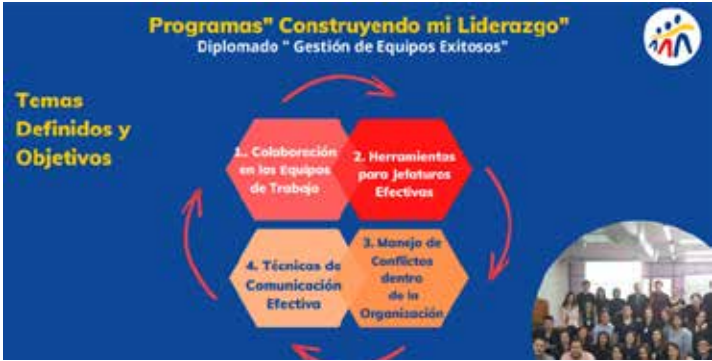 Programas" Construyendo mi Liderazgo"
Diplomado " Gestión de Equipos Exitosos"
Temas
Definidos y
Objetivos
1.. Colaboración
en los Equipos
de Trabajo
2. Herramientas
para Jefaturas
Efectivas
3. Manejo de
Conflictos
dentro
de la
Organización
4. Técnicas de
Comunicación
Efectiva